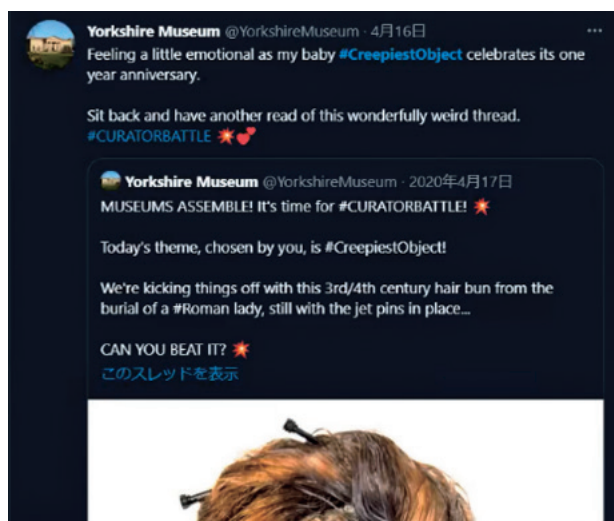 Yorkshire Museum @YorkshireMuseum · 4月16日
Feeling a little emotional as my baby #CreepiestObject celebrates its one
year anniversary.
Sit back and have another read of this wonderfully weird thread.
#CURATORBATTLE 💥💕
Yorkshire Museum @YorkshireMuseum · 2020年4月17日
MUSEUMS ASSEMBLE! It's time for #CURATORBATTLE! 💥
Today's theme, chosen by you, is #CreepiestObject!
We're kicking things off with this 3rd/4th century hair bun from the
burial of a #Roman lady, still with the jet pins in place...
CAN YOU BEAT IT? 💥
このスレッドを表示